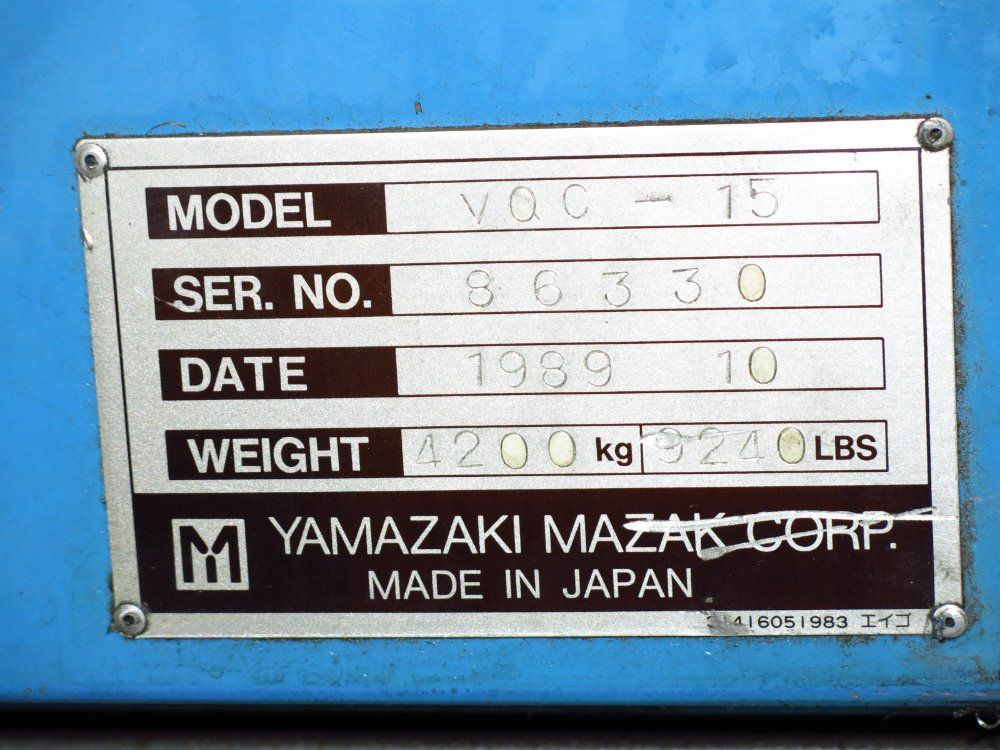 MODEL VQC - 15
SER. NO. 86330
DATE 1989 10
WEIGHT 4200 kg 9240 LBS
M YAMAZAKI MAZAK CORP.
MADE IN JAPAN
416051983 エイゴ